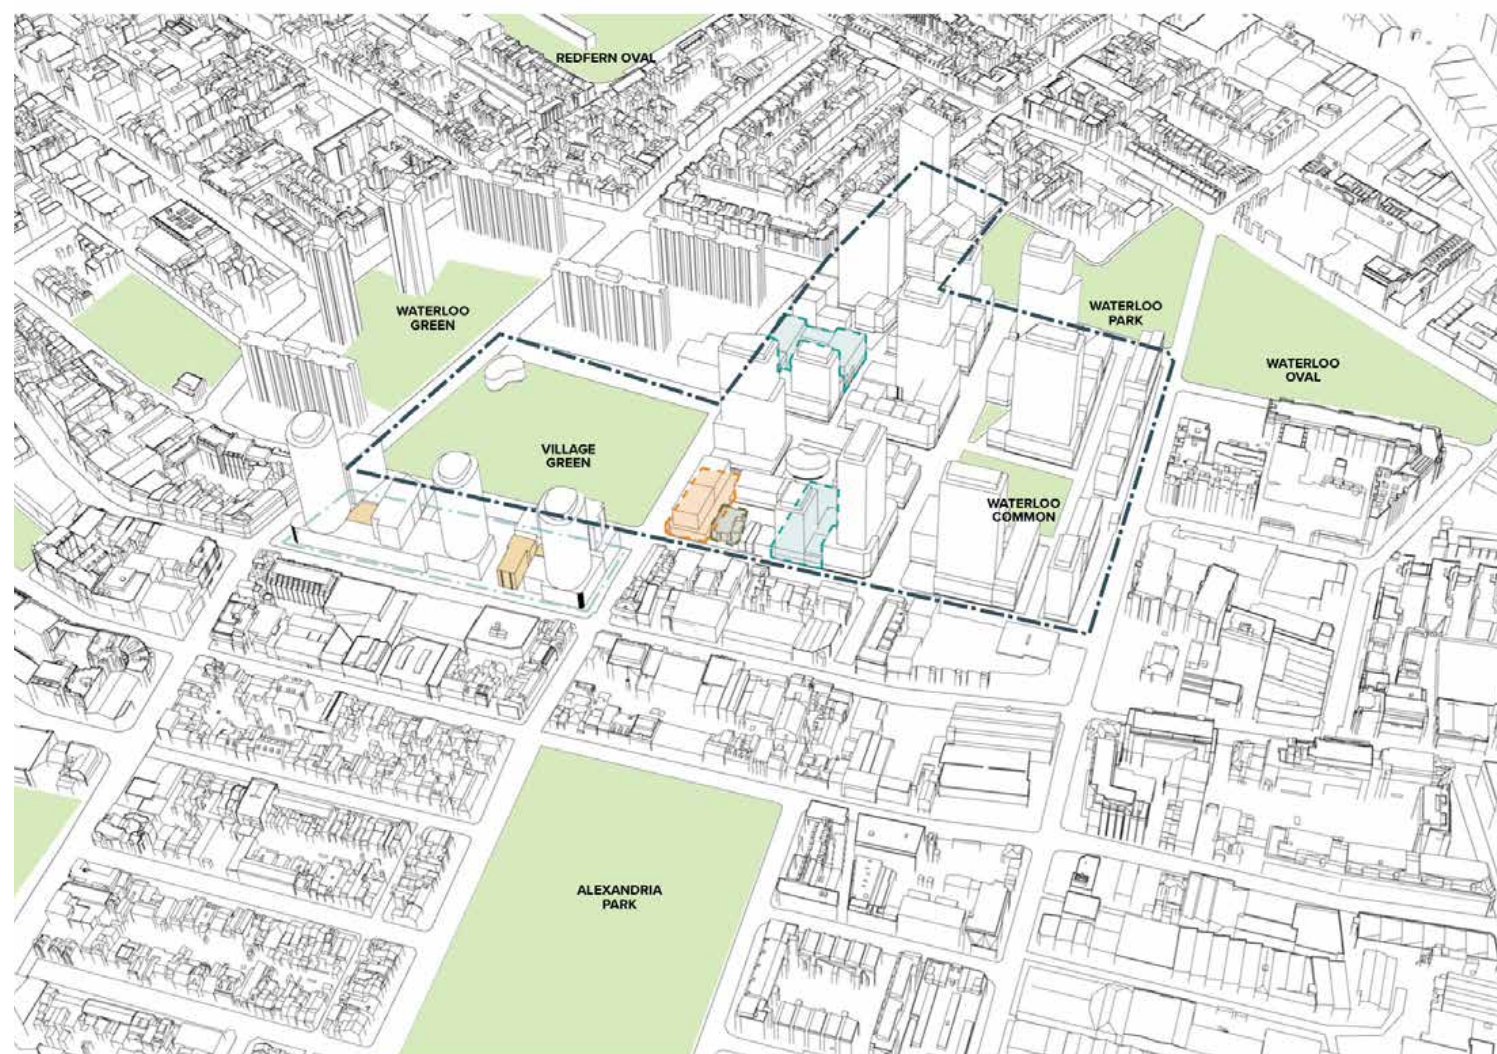 REDFERN OVAL
WATERLOO
GREEN
WATERLOO
PARK
WATERLOO
OVAL
VILLAGE
GREEN
WATERLOO
COMMON
ALEXANDRIA
PARK